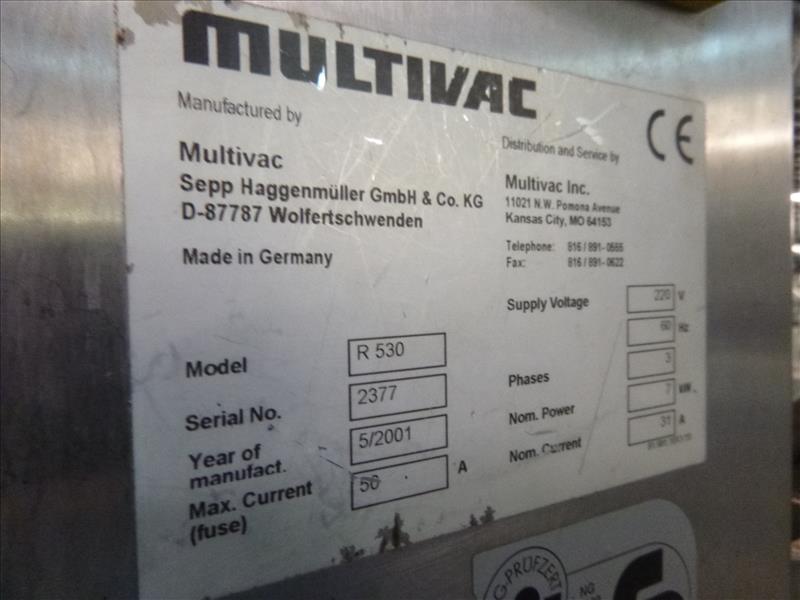 MULTIVAC
CE
Manufactured by
Multivac
Sepp Haggenmüller GmbH & Co. KG
D-87787 Wolfertschwenden
Made in Germany
Distribution and Service by
Multivac Inc.
11021 N.W. Pomona Avenue
Kansas City, MO 64153
Telephone: 816 / 891-0555
Fax: 816 / 891-0622
Model R 530
Serial No. 2377
Year of manufact. 5/2001
Max. Current (fuse) 50 A
Supply Voltage 220 V
60 Hz
Phases 3
Nom. Power 7 kW
Nom. Current 31 A
G-PRÜFZERT
NG